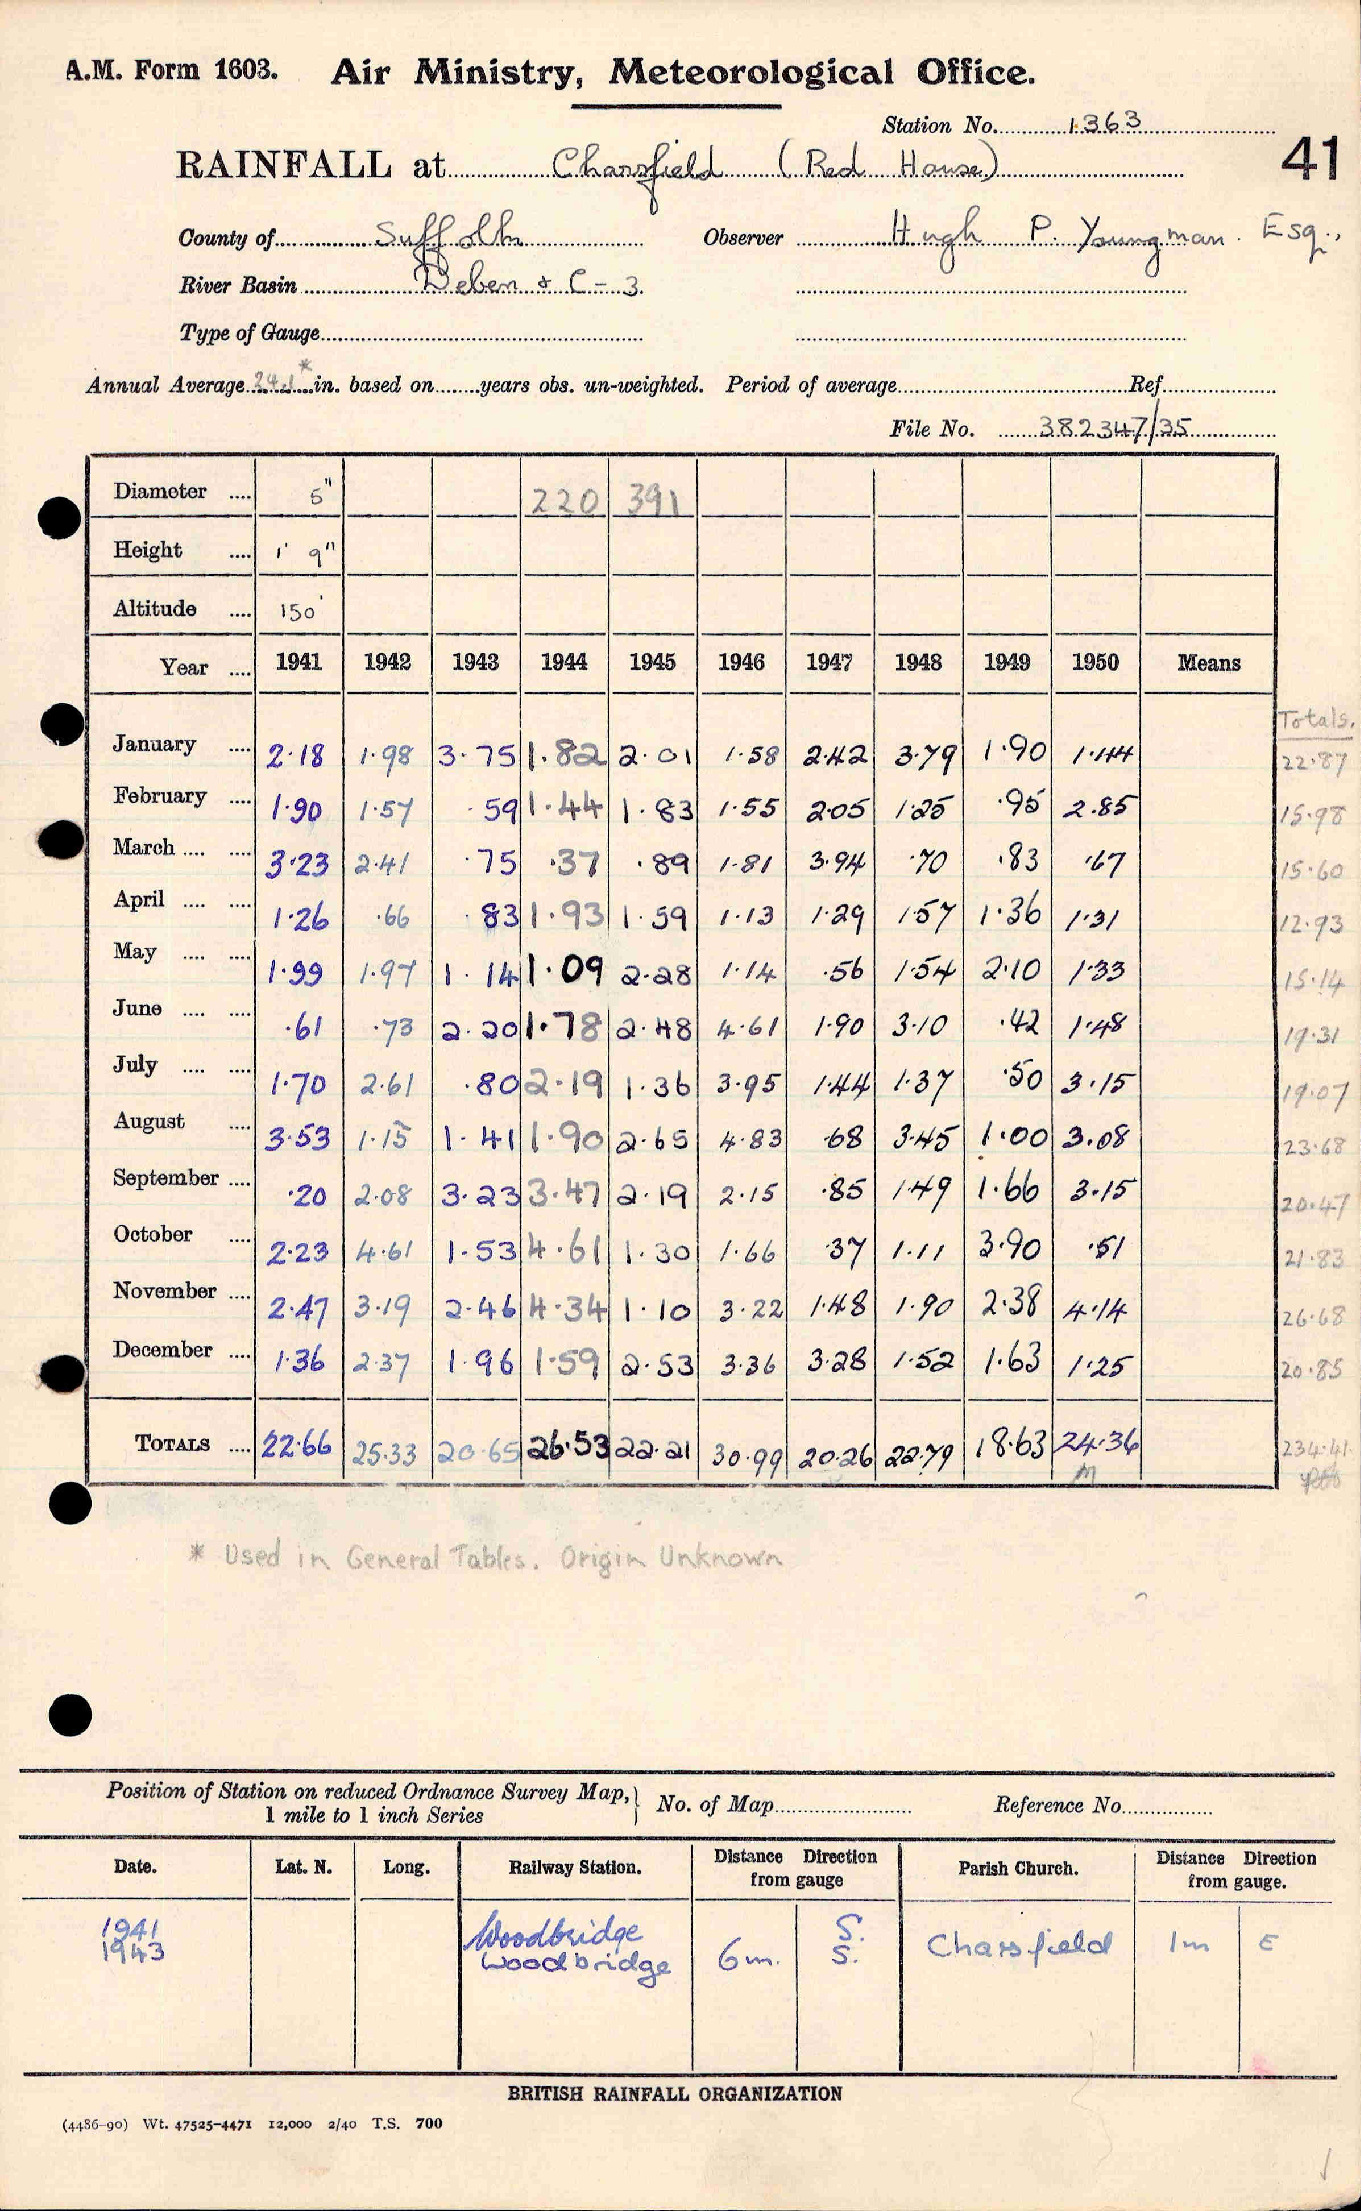 A.M. Form 1603. Air Ministry, Meteorological Office.
Station No. 1363
41
RAINFALL at Charsfield (Red House)
County of Suffolk Observer Hugh P. Youngman Esq.,
River Basin Deben & C-3
Type of Gauge
Annual Average 24.1* in. based on years obs. un-weighted. Period of average Ref
File No. 382347/35
Diameter .... 5" 220 391
Height .... 1' 9"
Altitude .... 150'
Year .... 1941 1942 1943 1944 1945 1946 1947 1948 1949 1950 Means
Totals.
January .... 2.18 1.98 3.75 1.82 2.01 1.58 2.42 3.79 1.90 1.44 22.87
February .... 1.90 1.57 .59 1.44 1.83 1.55 2.05 1.25 .95 2.85 15.98
March .... .... 3.23 2.41 .75 .37 .89 1.81 3.94 .70 .83 .67 15.60
April .... .... 1.26 .66 .83 1.93 1.59 1.13 1.29 1.57 1.36 1.31 12.93
May .... .... 1.99 1.97 1.14 1.09 2.28 1.14 .56 1.54 2.10 1.33 15.14
June .... .... .61 .73 2.20 1.78 2.48 4.61 1.90 3.10 .42 1.48 19.31
July .... .... 1.70 2.61 .80 2.19 1.36 3.95 1.44 1.37 .50 3.15 19.07
August .... 3.53 1.15 1.41 1.90 2.65 4.83 .68 3.45 1.00 3.08 23.68
September .... .20 2.08 3.23 3.47 2.19 2.15 .85 1.49 1.66 3.15 20.47
October .... 2.23 4.61 1.53 4.61 1.30 1.66 .37 1.11 3.90 .51 21.83
November .... 2.47 3.19 2.46 4.34 1.10 3.22 1.48 1.90 2.38 4.14 26.68
December .... 1.36 2.37 1.96 1.59 2.53 3.36 3.28 1.52 1.63 1.25 20.85
TOTALS .... 22.66 25.33 20.65 26.53 22.21 30.99 20.26 22.79 18.63 24.36 234.41
M
* Used in General Tables. Origin Unknown
Position of Station on reduced Ordnance Survey Map, 1 mile to 1 inch Series } No. of Map Reference No.
Date. Lat. N. Long. Railway Station. Distance Direction from gauge Parish Church. Distance Direction from gauge.
1941 Woodbridge S.
1943 Woodbridge 6m. S. Charsfield 1m E
BRITISH RAINFALL ORGANIZATION
(4486-90) Wt. 47525-4471 12,000 2/40 T.S. 700